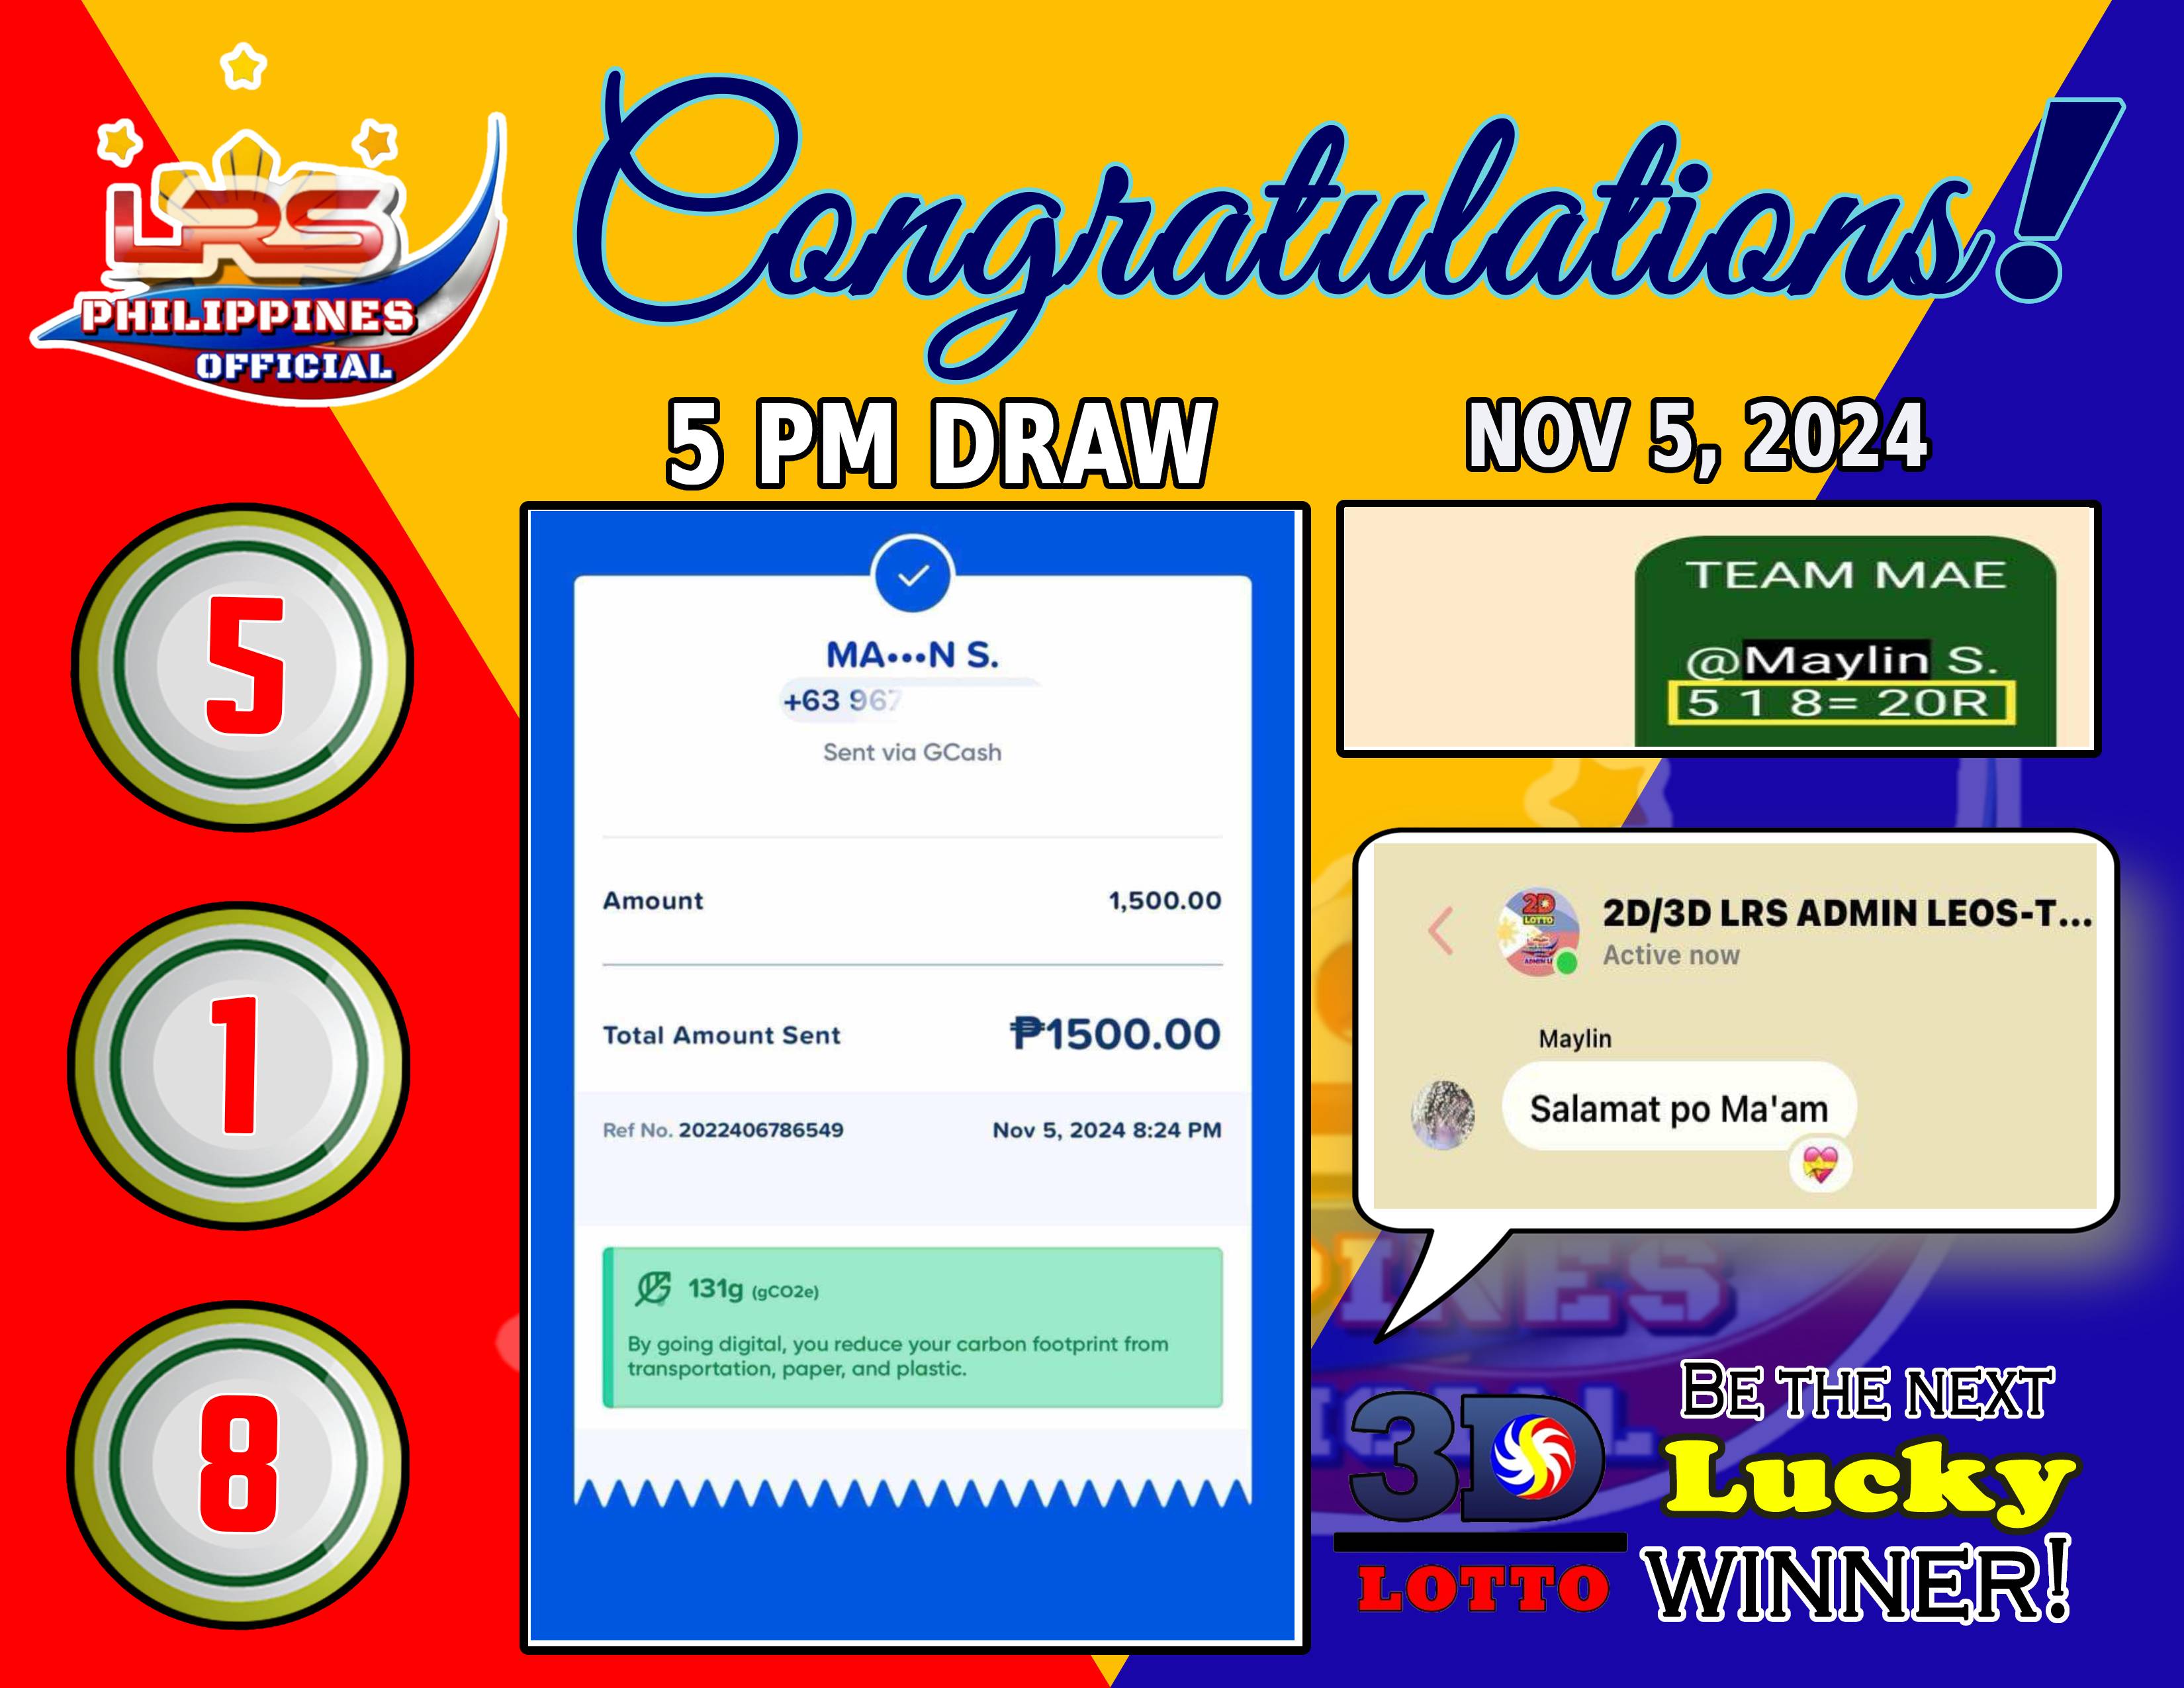 LRS
PHILIPPINES
OFFICIAL
Congratulations!
5 PM DRAW
NOV 5, 2024
5
1
8
MA•••N S.
+63 967
Sent via GCash
Amount 1,500.00
Total Amount Sent ₱1500.00
Ref No. 2022406786549 Nov 5, 2024 8:24 PM
131g (gCO2e)
By going digital, you reduce your carbon footprint from
transportation, paper, and plastic.
TEAM MAE
@Maylin S.
5 1 8= 20R
2D
LOTTO
2D/3D LRS ADMIN LEOS-T...
Active now
Maylin
Salamat po Ma'am
3D
LOTTO
BE THE NEXT
Lucky
WINNER!